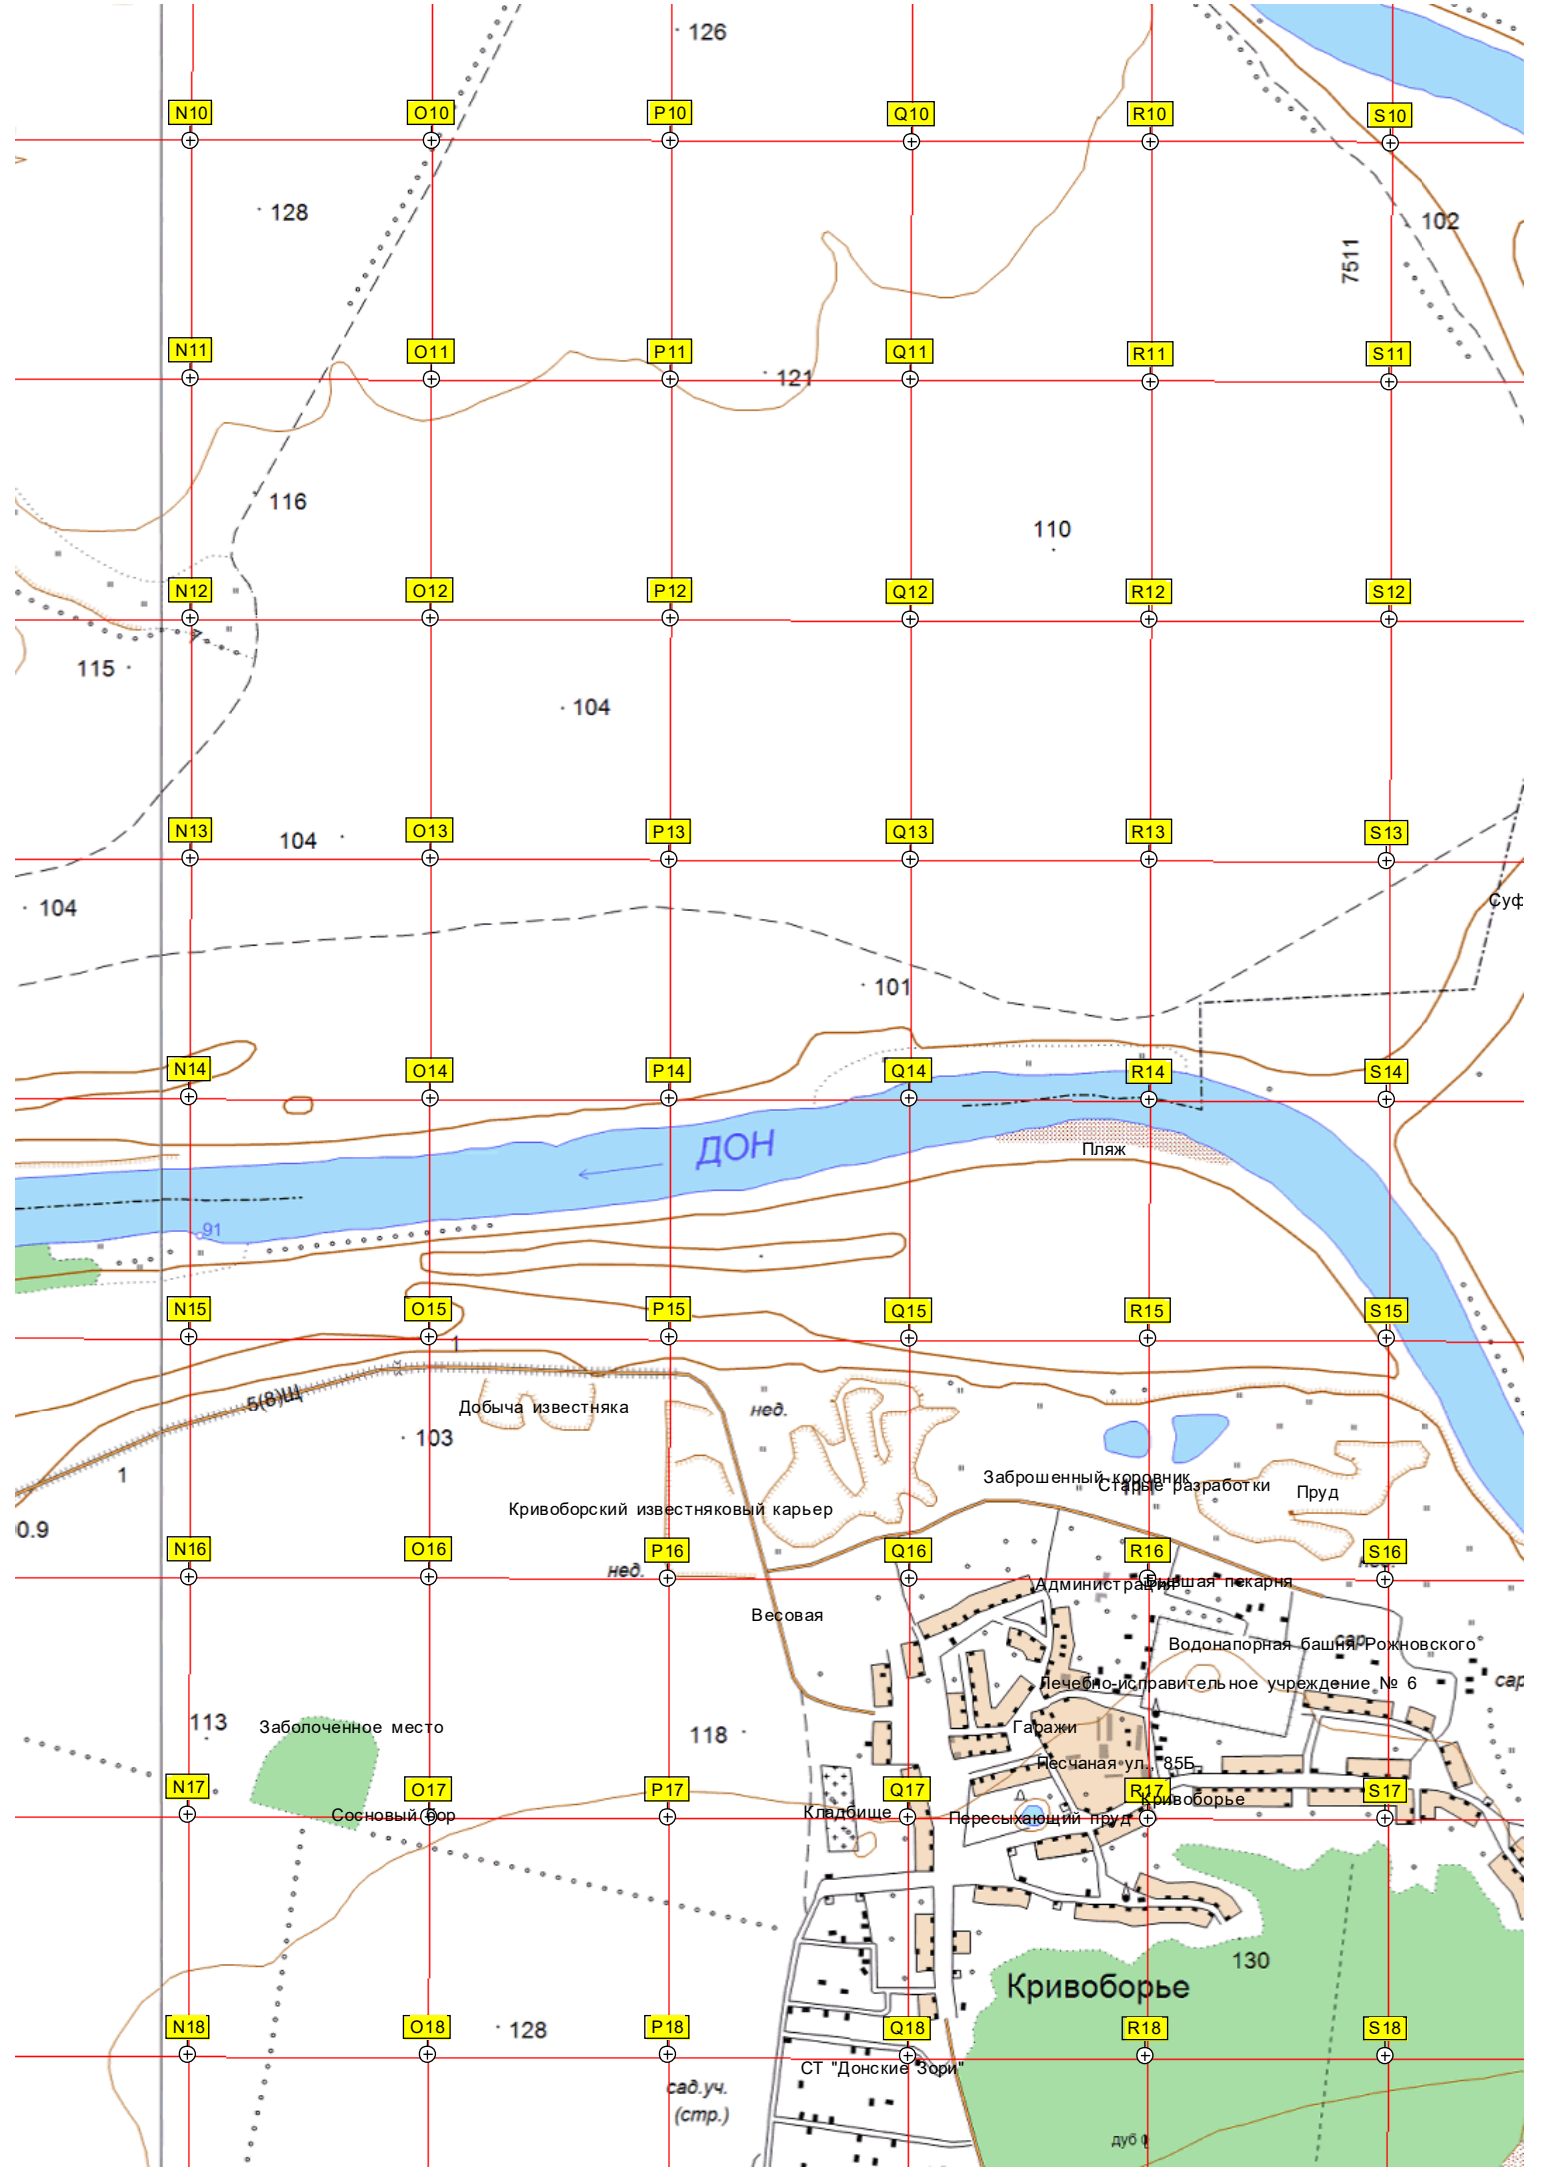 126
N10 O10 P10 Q10 R10 S10
128
102
7511
N11 O11 P11 Q11 R11 S11
121
116
110
N12 O12 P12 Q12 R12 S12
115
104
N13 O13 P13 Q13 R13 S13
104
104
Суф
101
N14 O14 P14 Q14 R14 S14
ДОН
Пляж
91
N15 O15 P15 Q15 R15 S15
1
5(8)Щ
Добыча известняка
нед.
103
1
Заброшенный коровник
Старые разработки
Пруд
Кривоборский известняковый карьер
0.9
N16 O16 P16 Q16 R16 S16
нед.
Администрация
Бывшая пекарня
Весовая
сар.
Водонапорная башня Рожновского
Лечебно-исправительное учреждение № 6
сар
113
Заболоченное место
118
Гаражи
Песчаная ул., 85Б
N17 O17 P17 Q17 R17 S17
Кривоборье
Сосновый бор
Кладбище
Пересыхающий пруд
130
Кривоборье
N18 O18 P18 Q18 R18 S18
128
СТ "Донские Зори"
сад.уч.
(стр.)
дуб